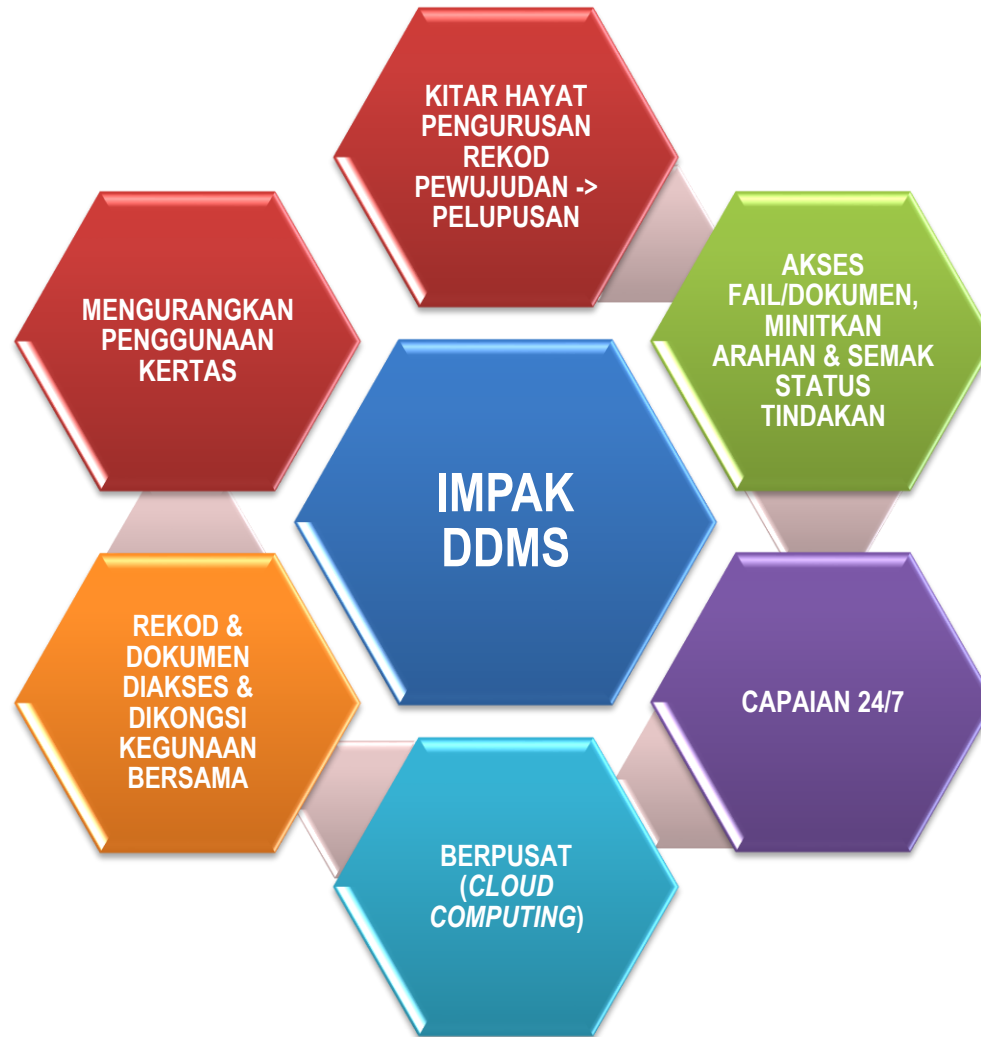 KITAR HAYAT
PENGURUSAN
REKOD
PEWUJUDAN ->
PELUPUSAN
AKSES
FAIL/DOKUMEN,
MINITKAN
ARAHAN & SEMAK
STATUS
TINDAKAN
MENGURANGKAN
PENGGUNAAN
KERTAS
IMPAK
DDMS
REKOD &
DOKUMEN
DIAKSES &
DIKONGSI
KEGUNAAN
BERSAMA
CAPAIAN 24/7
BERPUSAT
(CLOUD
COMPUTING)